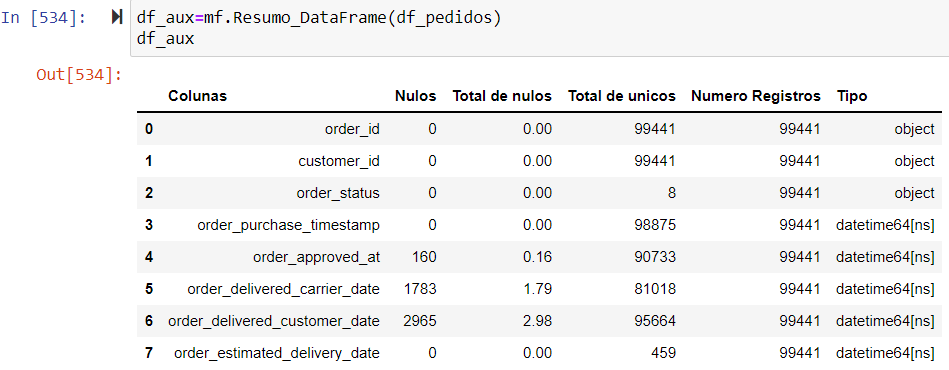 In [534]: df_aux=mf.Resumo_DataFrame(df_pedidos)
df_aux
Out[534]:
Colunas Nulos Total de nulos Total de unicos Numero Registros Tipo
0 order_id 0 0.00 99441 99441 object
1 customer_id 0 0.00 99441 99441 object
2 order_status 0 0.00 8 99441 object
3 order_purchase_timestamp 0 0.00 98875 99441 datetime64[ns]
4 order_approved_at 160 0.16 90733 99441 datetime64[ns]
5 order_delivered_carrier_date 1783 1.79 81018 99441 datetime64[ns]
6 order_delivered_customer_date 2965 2.98 95664 99441 datetime64[ns]
7 order_estimated_delivery_date 0 0.00 459 99441 datetime64[ns]